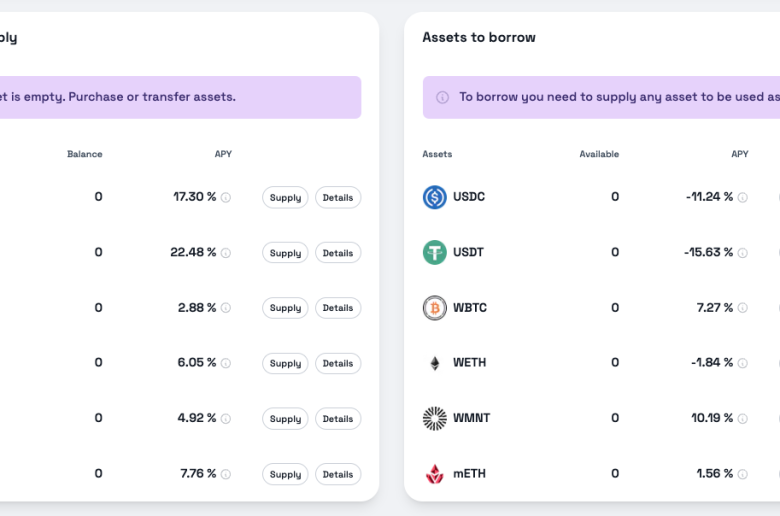 ply
Assets to borrow
t is empty. Purchase or transfer assets.
To borrow you need to supply any asset to be used as
Balance APY
Assets Available APY
0 17.30 % Supply Details
USDC 0 -11.24 %
0 22.48 % Supply Details
USDT 0 -15.63 %
0 2.88 % Supply Details
WBTC 0 7.27 %
0 6.05 % Supply Details
WETH 0 -1.84 %
0 4.92 % Supply Details
WMNT 0 10.19 %
0 7.76 % Supply Details
mETH 0 1.56 %